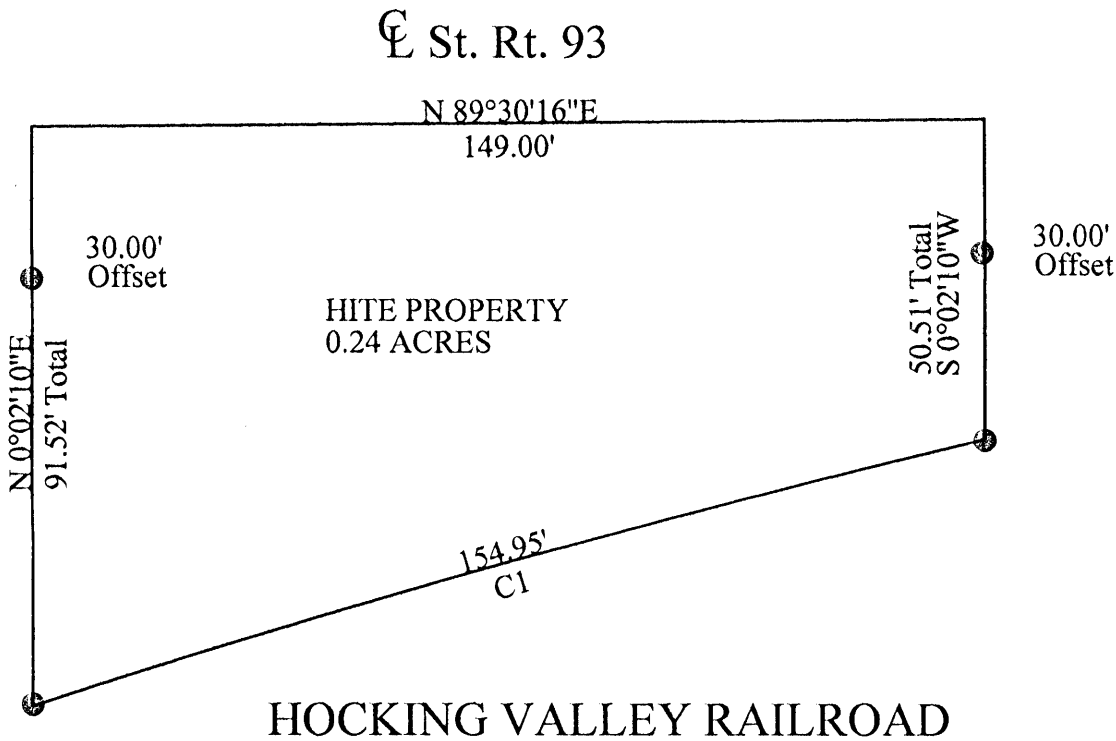 ℄ St. Rt. 93
N 89°30'16"E
149.00'
30.00'
Offset
50.51' Total
S 0°02'10"W
30.00'
Offset
HITE PROPERTY
0.24 ACRES
N 0°02'10"E
91.52' Total
154.95'
C1
HOCKING VALLEY RAILROAD